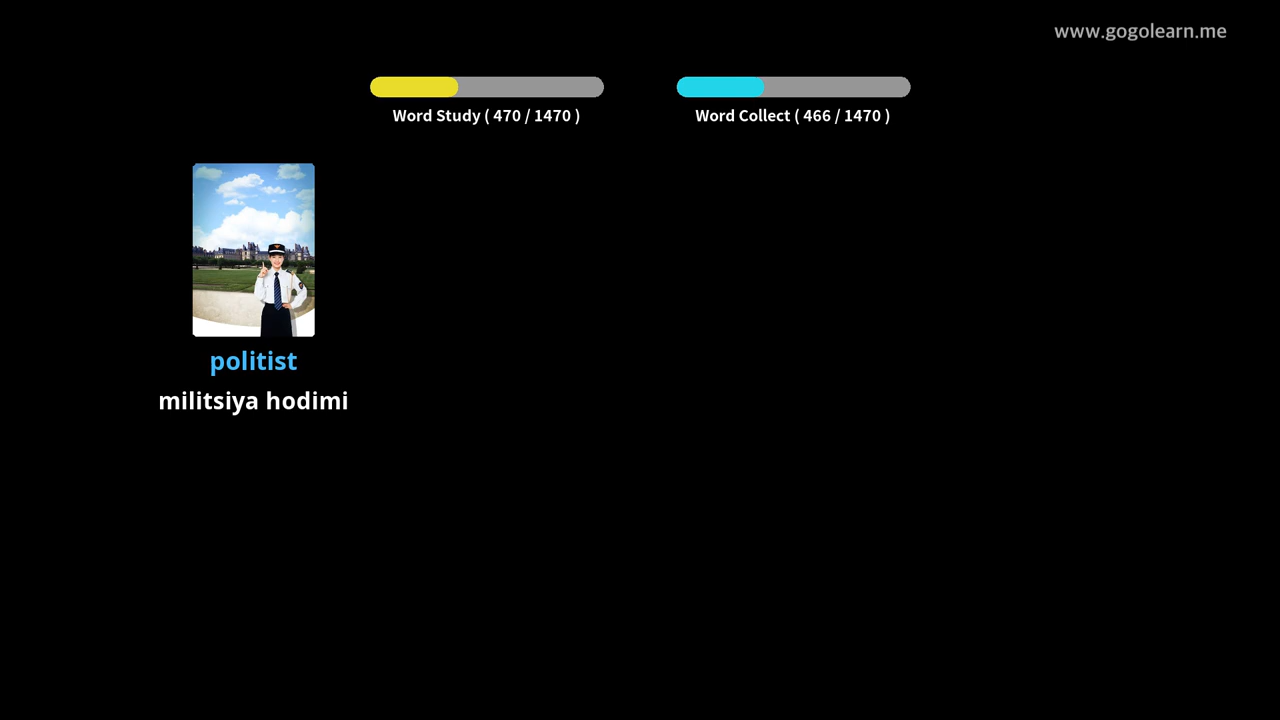 www.gogolearn.me
Word Study ( 470 / 1470 )
Word Collect ( 466 / 1470 )
politist
militsiya hodimi